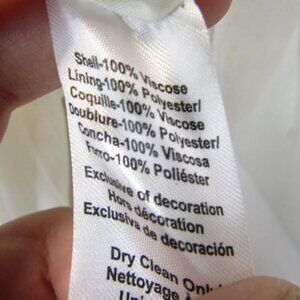 Shell-100% Viscose
Lining-100% Polyester/
Coquille-100% Viscose
Doublure-100% Polyester/
Concha-100% Viscosa
Forro-100% Poliéster
Exclusive of decoration
Hors décoration
Exclusiva de decoración
Dry Clean Only
Nettoyage